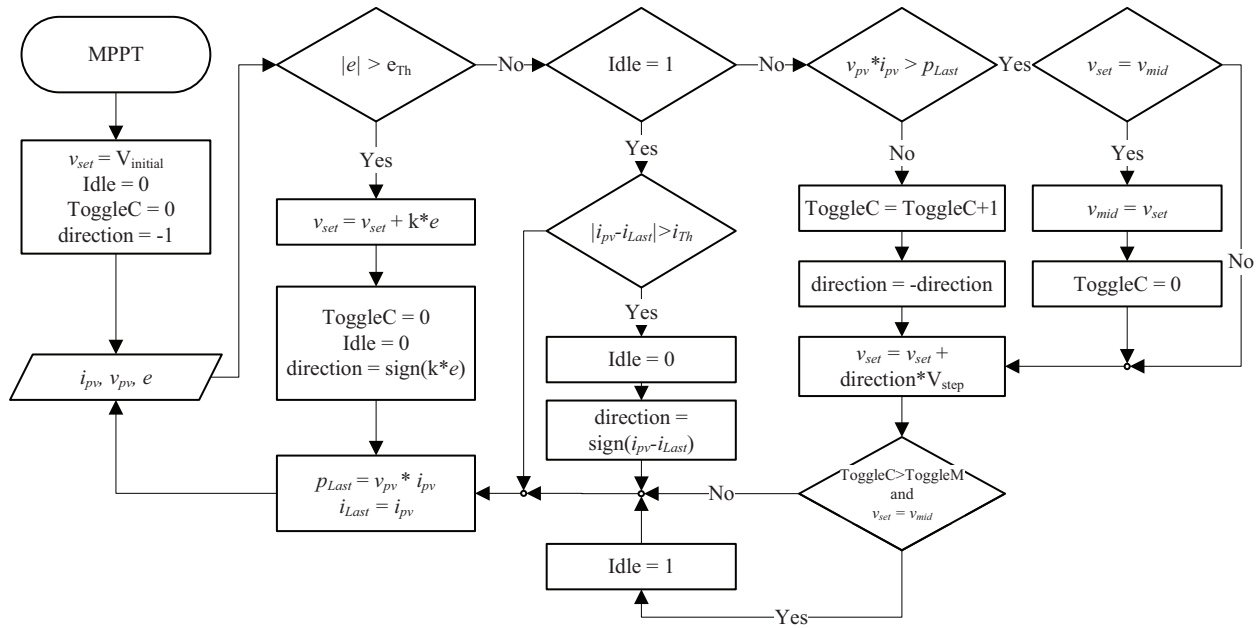 MPPT
v_set = V_initial
Idle = 0
ToggleC = 0
direction = -1
i_pv, v_pv, e
|e| > e_Th
No
Yes
v_set = v_set + k*e
ToggleC = 0
Idle = 0
direction = sign(k*e)
p_Last = v_pv * i_pv
i_Last = i_pv
Idle = 1
No
Yes
|i_pv-i_Last|>i_Th
Yes
Idle = 0
direction =
sign(i_pv-i_Last)
Idle = 1
v_pv*i_pv > p_Last
Yes
No
ToggleC = ToggleC+1
direction = -direction
v_set = v_set +
direction*V_step
ToggleC>ToggleM
and
v_set = v_mid
No
Yes
v_set = v_mid
Yes
No
v_mid = v_set
ToggleC = 0